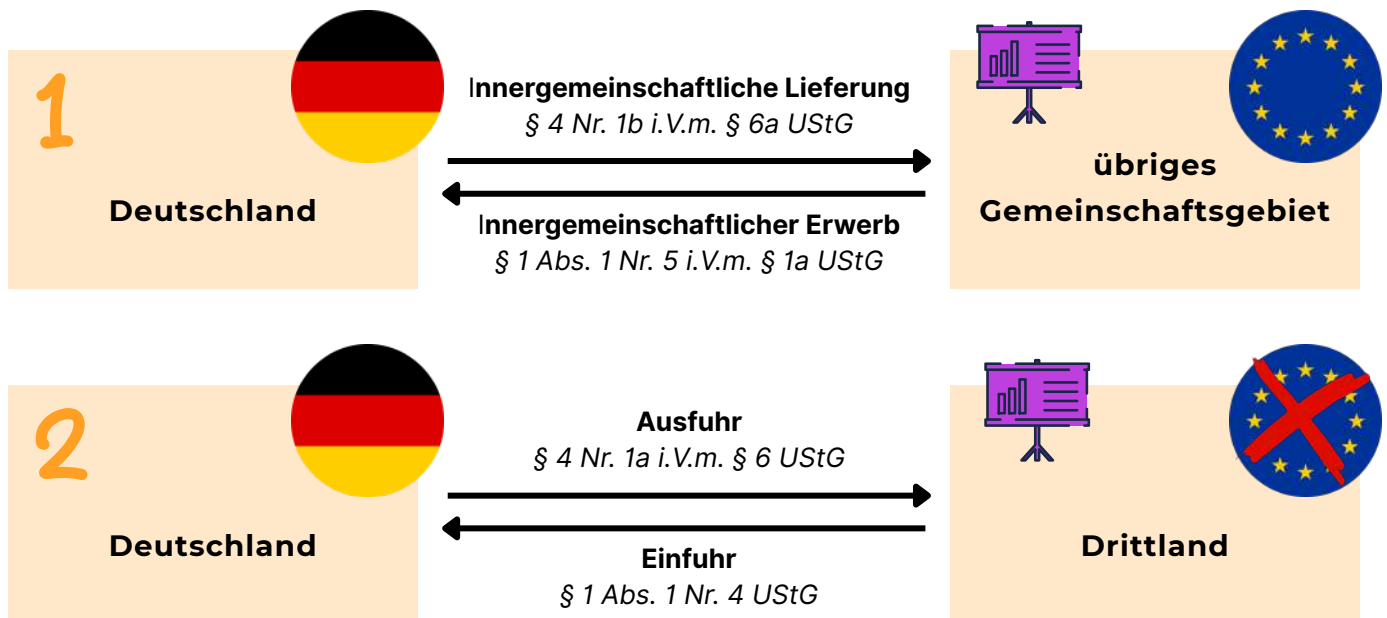 1
Innergemeinschaftliche Lieferung
§ 4 Nr. 1b i.V.m. § 6a UStG
Deutschland
übriges
Gemeinschaftsgebiet
Innergemeinschaftlicher Erwerb
§ 1 Abs. 1 Nr. 5 i.V.m. § 1a UStG
2
Ausfuhr
§ 4 Nr. 1a i.V.m. § 6 UStG
Deutschland
Drittland
Einfuhr
§ 1 Abs. 1 Nr. 4 UStG